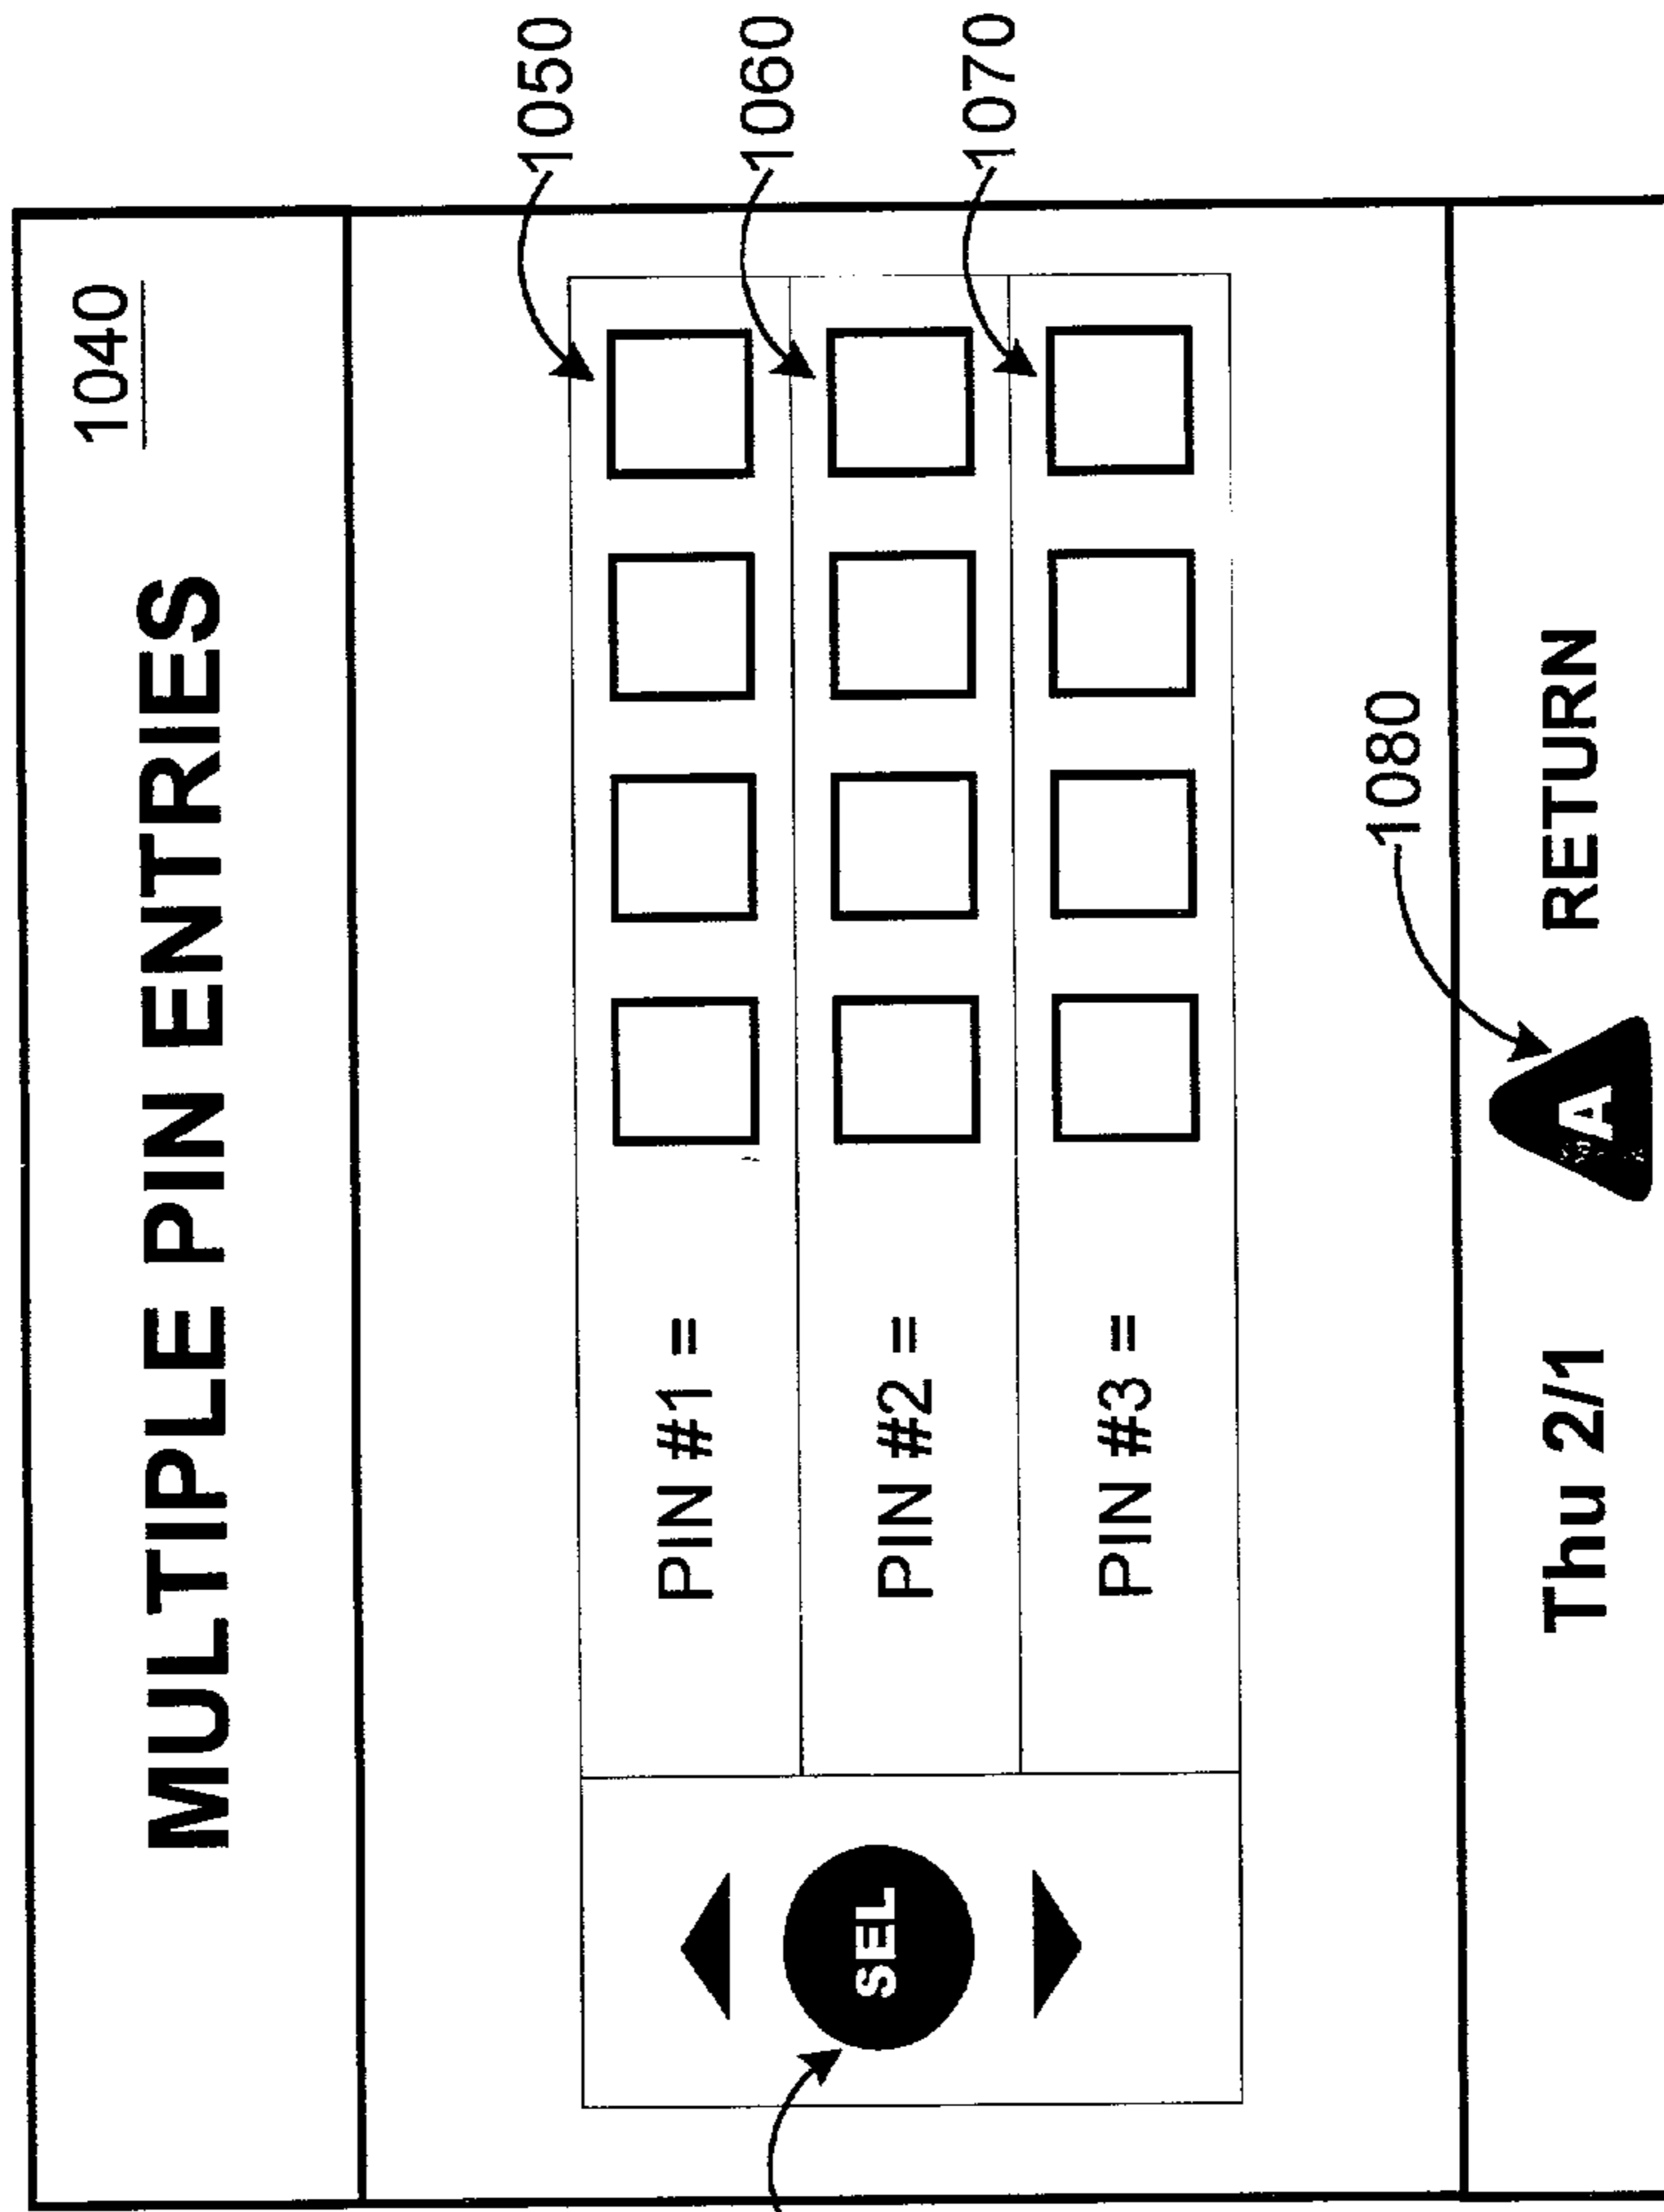 1040
MULTIPLE PIN ENTRIES
1050
PIN #1 =
1060
SEL
PIN #2 =
1070
PIN #3 =
1080
Thu 2/1 A RETURN